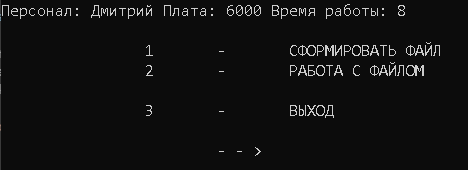 Персонал: Дмитрий Плата: 6000 Время работы: 8
1 - СФОРМИРОВАТЬ ФАЙЛ
2 - РАБОТА С ФАЙЛОМ
3 - ВЫХОД
- - >